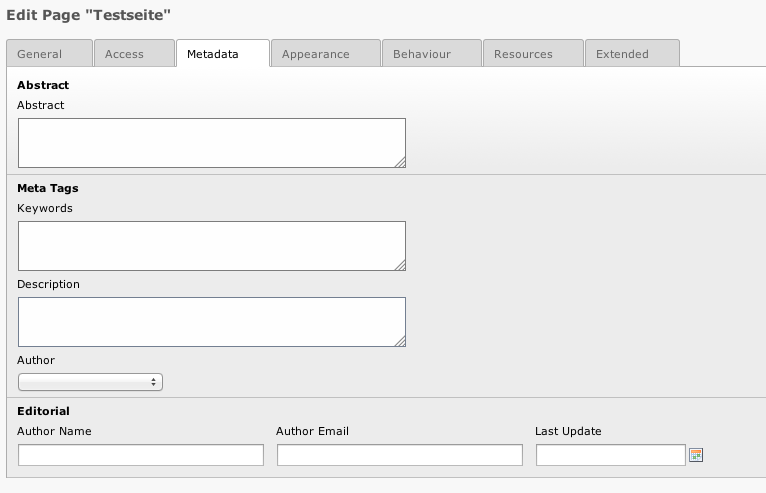 Edit Page "Testseite"
General Access Metadata Appearance Behaviour Resources Extended
Abstract
Abstract
Meta Tags
Keywords
Description
Author
Editorial
Author Name Author Email Last Update